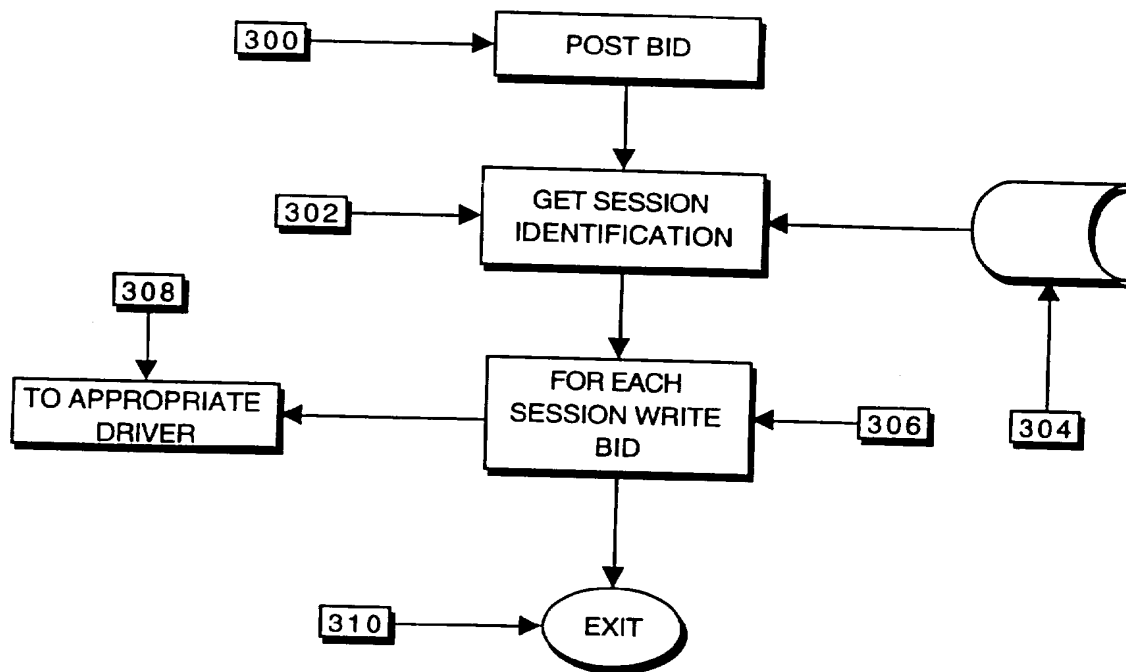 300
POST BID
302
GET SESSION
IDENTIFICATION
308
TO APPROPRIATE
DRIVER
FOR EACH
SESSION WRITE
BID
306
304
310
EXIT